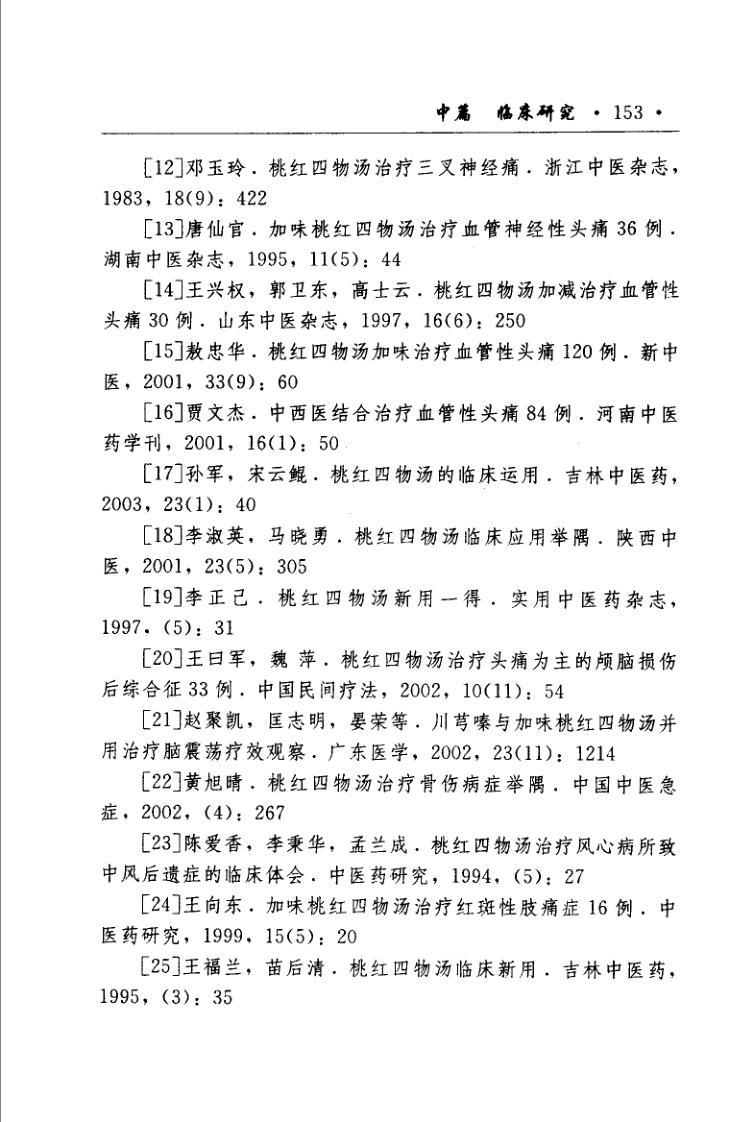 中篇 临床研究 · 153 ·
[12]邓玉玲．桃红四物汤治疗三叉神经痛．浙江中医杂志，
1983，18(9)：422
[13]唐仙官．加味桃红四物汤治疗血管神经性头痛 36 例．
湖南中医杂志，1995，11(5)：44
[14]王兴权，郭卫东，高士云．桃红四物汤加减治疗血管性
头痛 30 例．山东中医杂志，1997，16(6)：250
[15]敖忠华．桃红四物汤加味治疗血管性头痛 120 例．新中
医，2001，33(9)：60
[16]贾文杰．中西医结合治疗血管性头痛 84 例．河南中医
药学刊，2001，16(1)：50
[17]孙军，宋云鲲．桃红四物汤的临床运用．吉林中医药，
2003，23(1)：40
[18]李淑英，马晓勇．桃红四物汤临床应用举隅．陕西中
医，2001，23(5)：305
[19]李正己．桃红四物汤新用一得．实用中医药杂志，
1997，(5)：31
[20]王曰军，魏 萍．桃红四物汤治疗头痛为主的颅脑损伤
后综合征 33 例．中国民间疗法，2002，10(11)：54
[21]赵聚凯，匡志明，晏荣等．川芎嗪与加味桃红四物汤并
用治疗脑震荡疗效观察．广东医学，2002，23(11)：1214
[22]黄旭晴．桃红四物汤治疗骨伤病症举隅．中国中医急
症，2002，(4)：267
[23]陈爱香，李秉华，孟兰成．桃红四物汤治疗风心病所致
中风后遗症的临床体会．中医药研究，1994，(5)：27
[24]王向东．加味桃红四物汤治疗红斑性肢痛症 16 例．中
医药研究，1999，15(5)：20
[25]王福兰，苗后清．桃红四物汤临床新用．吉林中医药，
1995，(3)：35